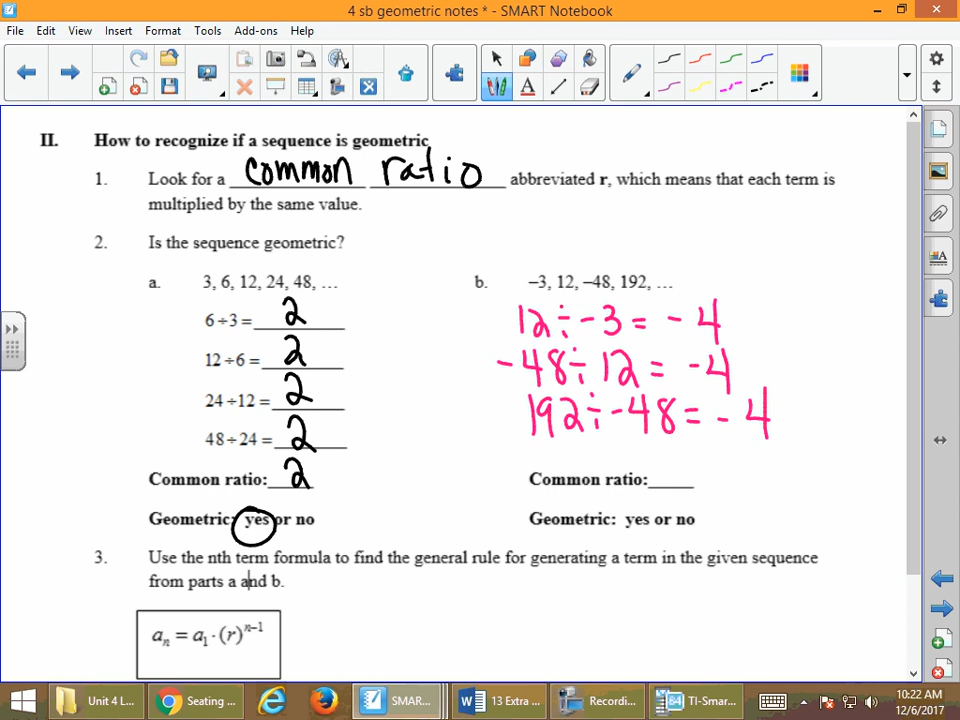 4 sb geometric notes * - SMART Notebook
File Edit View Insert Format Tools Add-ons Help
II. How to recognize if a sequence is geometric
1. Look for a common ratio abbreviated r, which means that each term is
multiplied by the same value.
2. Is the sequence geometric?
a. 3, 6, 12, 24, 48, … b. –3, 12, –48, 192, …
6 ÷3 = 2 12 ÷ -3 = -4
12 ÷6 = 2 -48 ÷ 12 = -4
24 ÷12 = 2 192 ÷ -48 = -4
48 ÷ 24 = 2
Common ratio: 2 Common ratio:_____
Geometric: yes or no Geometric: yes or no
3. Use the nth term formula to find the general rule for generating a term in the given sequence
from parts a and b.
aₙ = a₁ · (r)ⁿ⁻¹
Unit 4 L... Seating ... SMAR... 13 Extra ... Recordi... TI-Smar...
10:22 AM
12/6/2017